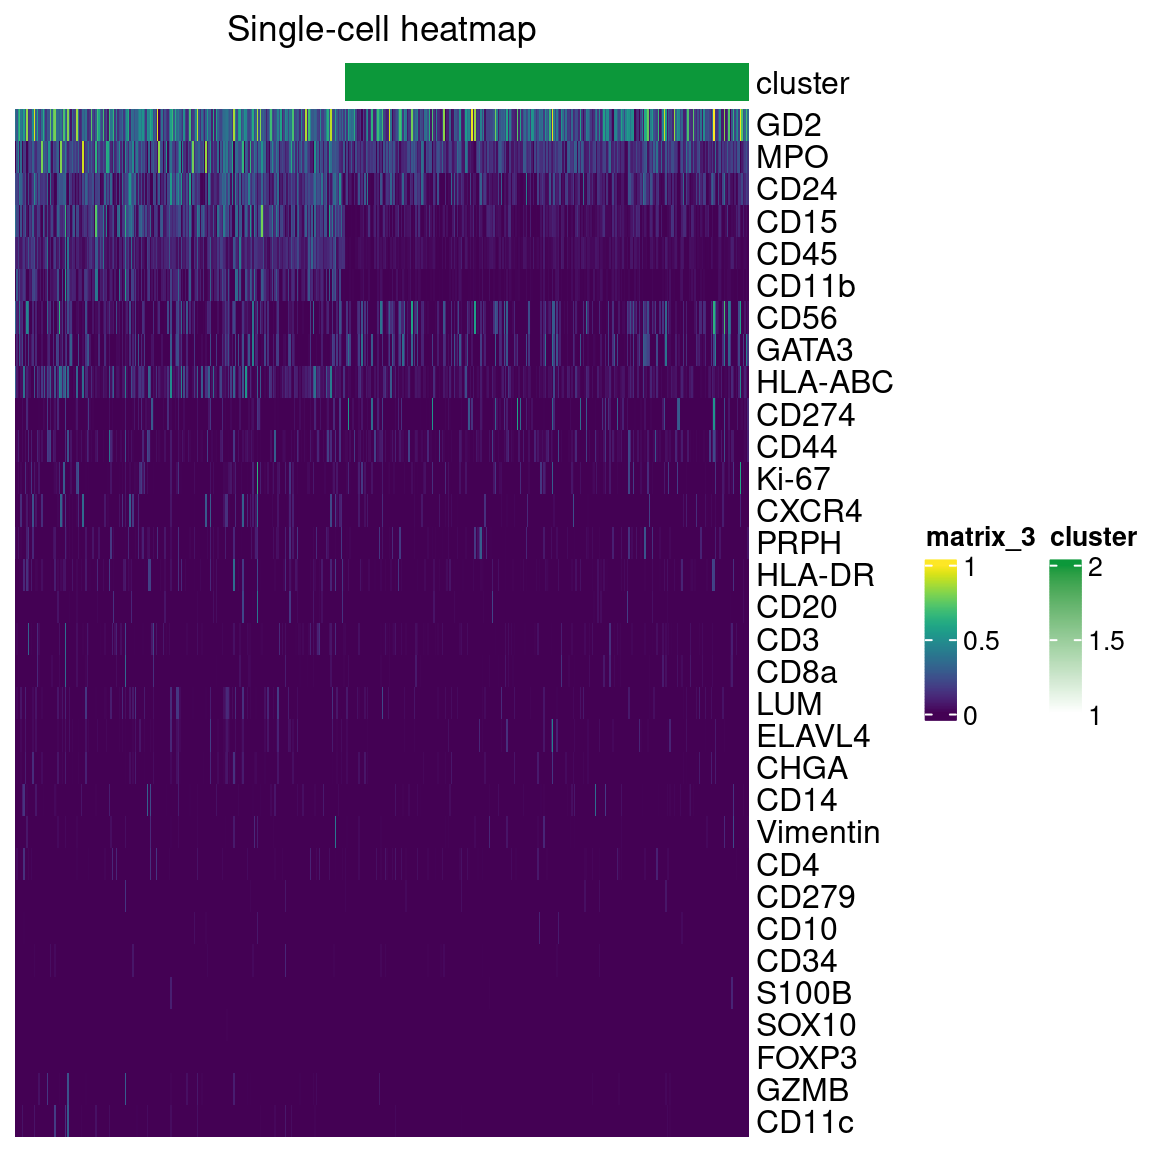 Single-cell heatmap
cluster
GD2
MPO
CD24
CD15
CD45
CD11b
CD56
GATA3
HLA-ABC
CD274
CD44
Ki-67
CXCR4
PRPH
HLA-DR
CD20
CD3
CD8a
LUM
ELAVL4
CHGA
CD14
Vimentin
CD4
CD279
CD10
CD34
S100B
SOX10
FOXP3
GZMB
CD11c
matrix_3
1
0.5
0
cluster
2
1.5
1